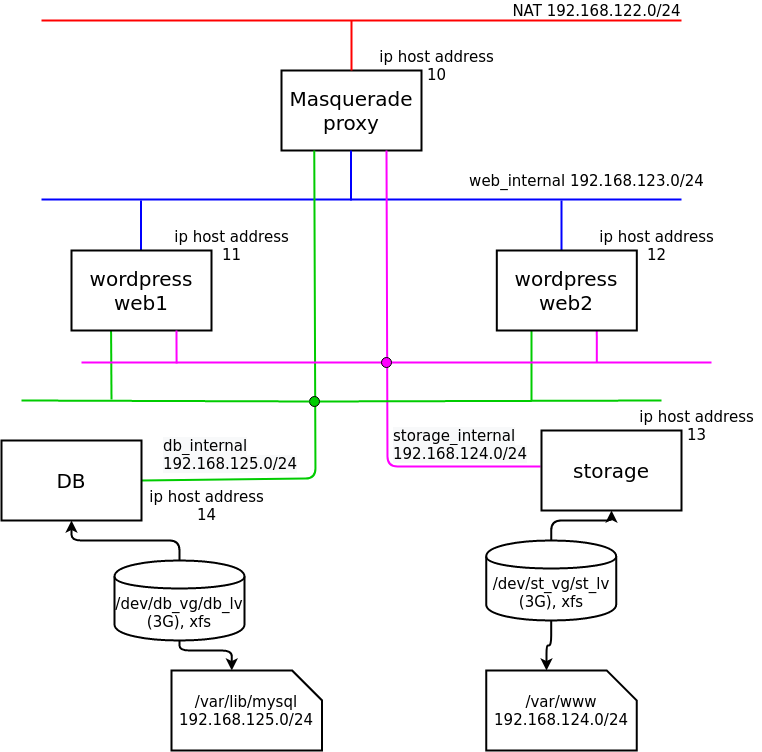 NAT 192.168.122.0/24
ip host address
10
Masquerade
proxy
web_internal 192.168.123.0/24
ip host address
11
ip host address
12
wordpress
web1
wordpress
web2
ip host address
13
db_internal
192.168.125.0/24
storage_internal
192.168.124.0/24
DB
storage
ip host address
14
/dev/db_vg/db_lv
(3G), xfs
/dev/st_vg/st_lv
(3G), xfs
/var/lib/mysql
192.168.125.0/24
/var/www
192.168.124.0/24